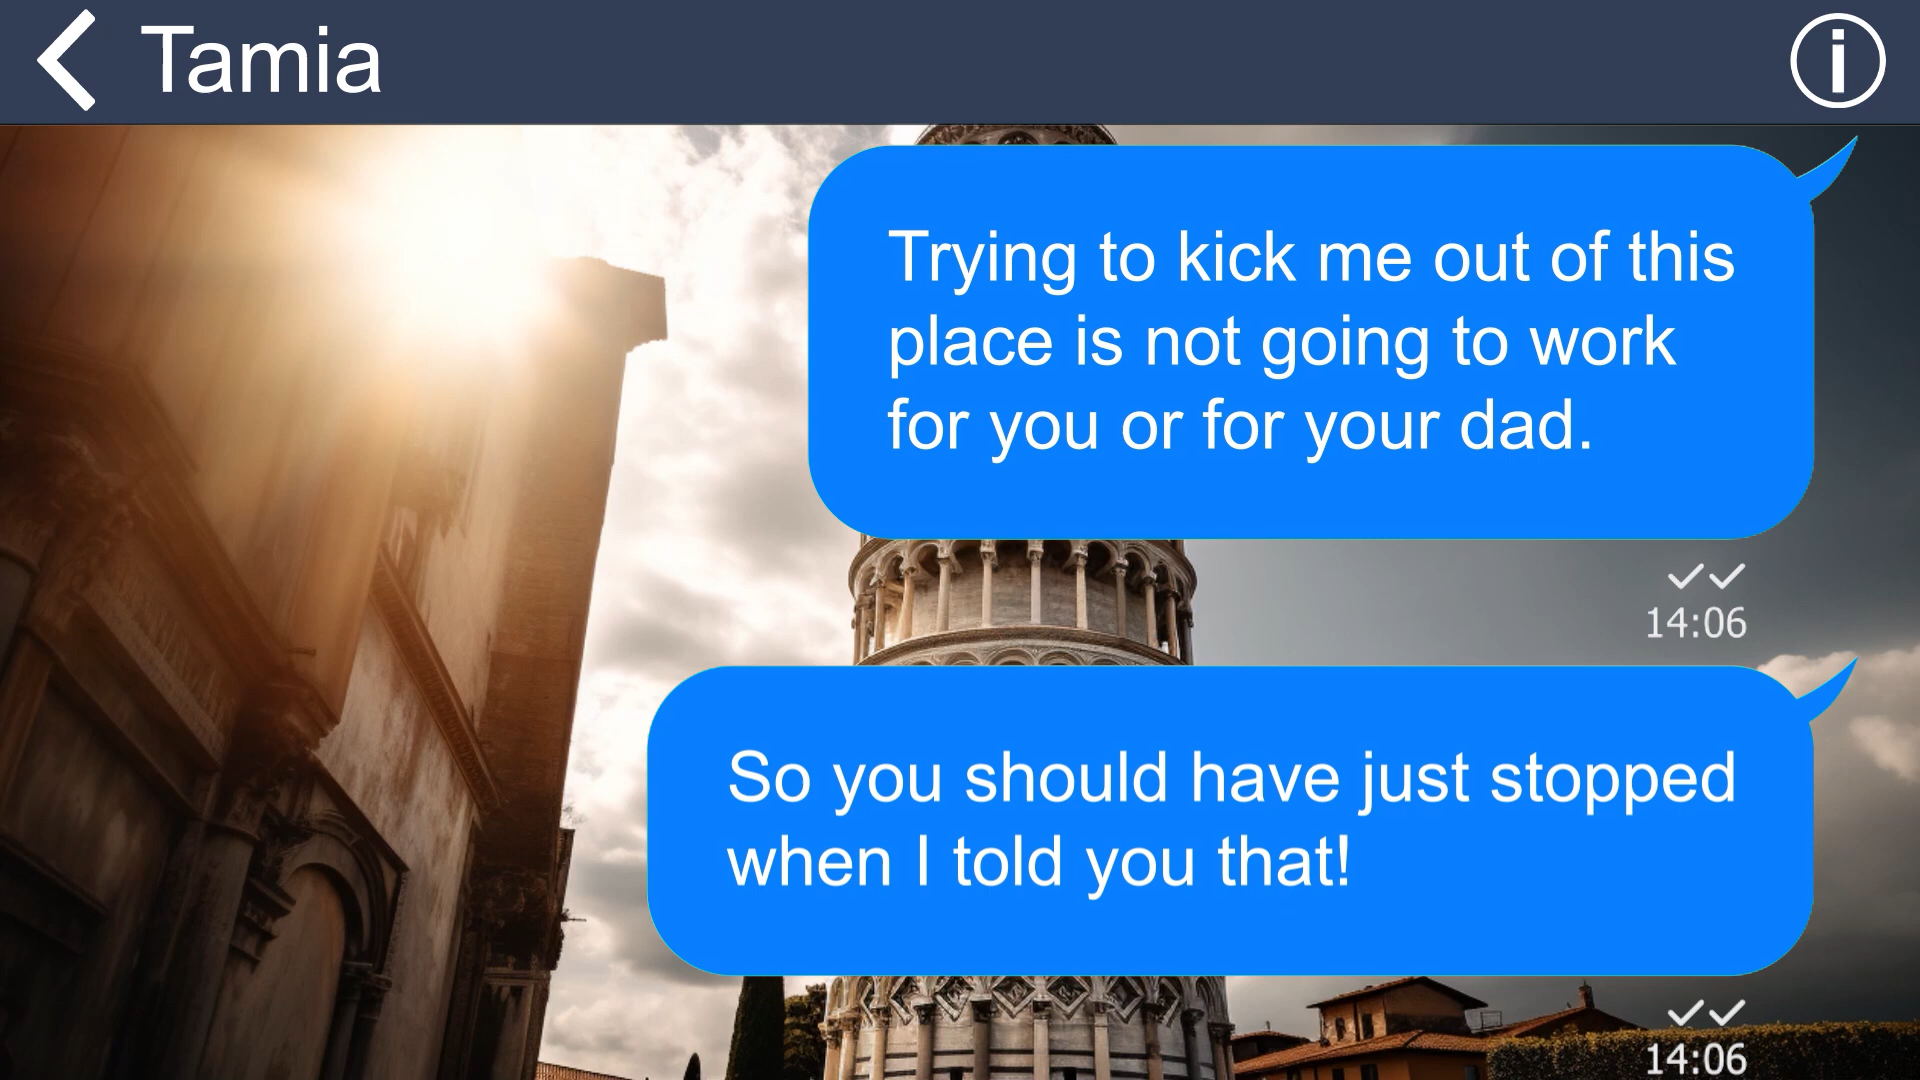 Tamia
Trying to kick me out of this
place is not going to work
for you or for your dad.
14:06
So you should have just stopped
when I told you that!
14:06